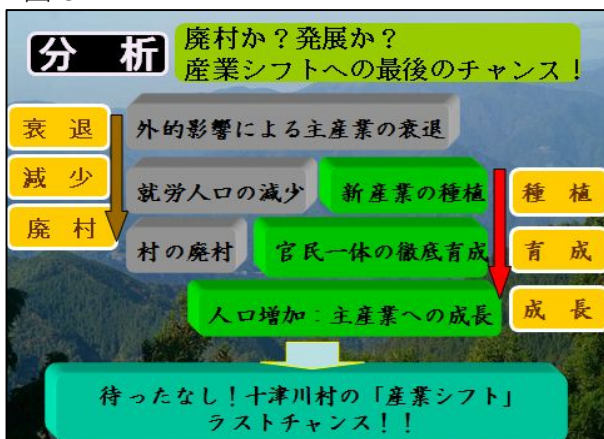 分 析
廃村か？発展か？
産業シフトへの最後のチャンス！
衰 退
外的影響による主産業の衰退
減 少
就労人口の減少
新産業の種植
種 植
廃 村
村の廃村
官民一体の徹底育成
育 成
人口増加：主産業への成長
成 長
待ったなし！十津川村の「産業シフト」
ラストチャンス！！